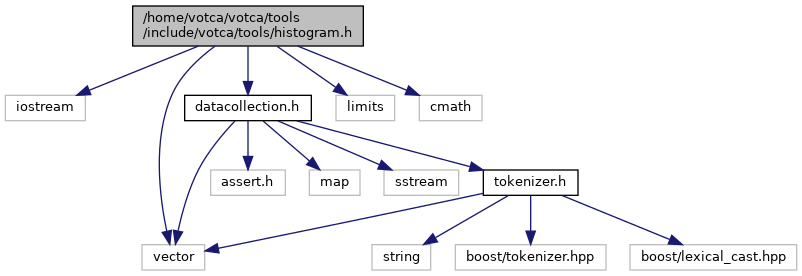 /home/votca/votca/tools
/include/votca/tools/histogram.h
iostream
datacollection.h
limits
cmath
assert.h
map
sstream
tokenizer.h
vector
string
boost/tokenizer.hpp
boost/lexical_cast.hpp